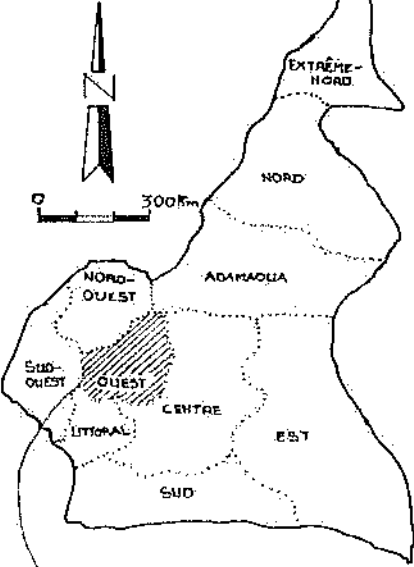 EXTRÊME-
NORD
N
0 300Km
NORD
ADAMAOUA
NORD-
OUEST
SUD-
OUEST
OUEST
CENTRE
LITTORAL
EST
SUD